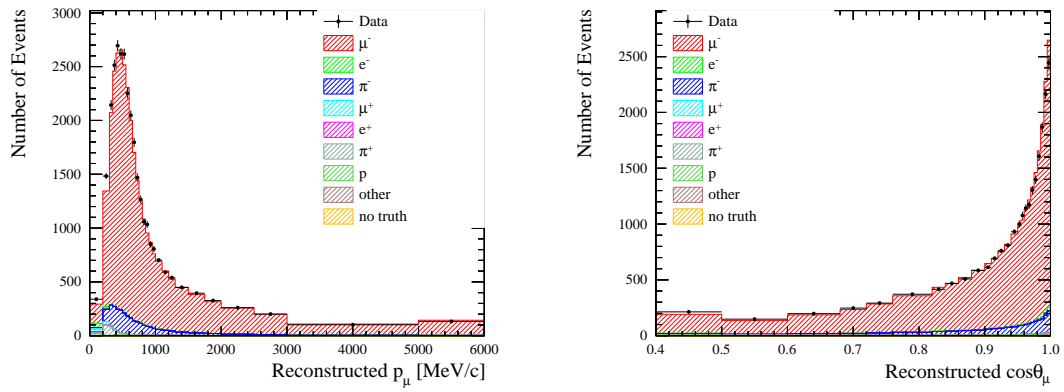 Number of Events
3000
2500
2000
1500
1000
500
0
Data
μ⁻
e⁻
π⁻
μ⁺
e⁺
π⁺
p
other
no truth
0 1000 2000 3000 4000 5000 6000
Reconstructed p_μ [MeV/c]
Number of Events
2500
2000
1500
1000
500
0
Data
μ⁻
e⁻
π⁻
μ⁺
e⁺
π⁺
p
other
no truth
0.4 0.5 0.6 0.7 0.8 0.9 1.0
Reconstructed cosθ_μ